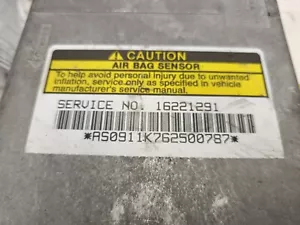 CAUTION
AIR BAG SENSOR
To help avoid personal injury due to unwanted
inflation, service only as specified in vehicle
manufacturer's service manual.
SERVICE NO. 16221291
*AS0911K762500787*